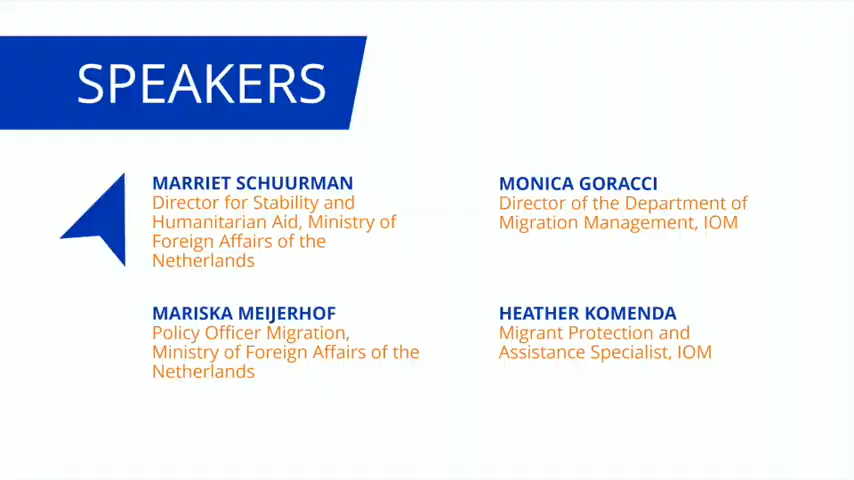 SPEAKERS
MARRIET SCHUURMAN
Director for Stability and
Humanitarian Aid, Ministry of
Foreign Affairs of the
Netherlands
MONICA GORACCI
Director of the Department of
Migration Management, IOM
MARISKA MEIJERHOF
Policy Officer Migration,
Ministry of Foreign Affairs of the
Netherlands
HEATHER KOMENDA
Migrant Protection and
Assistance Specialist, IOM